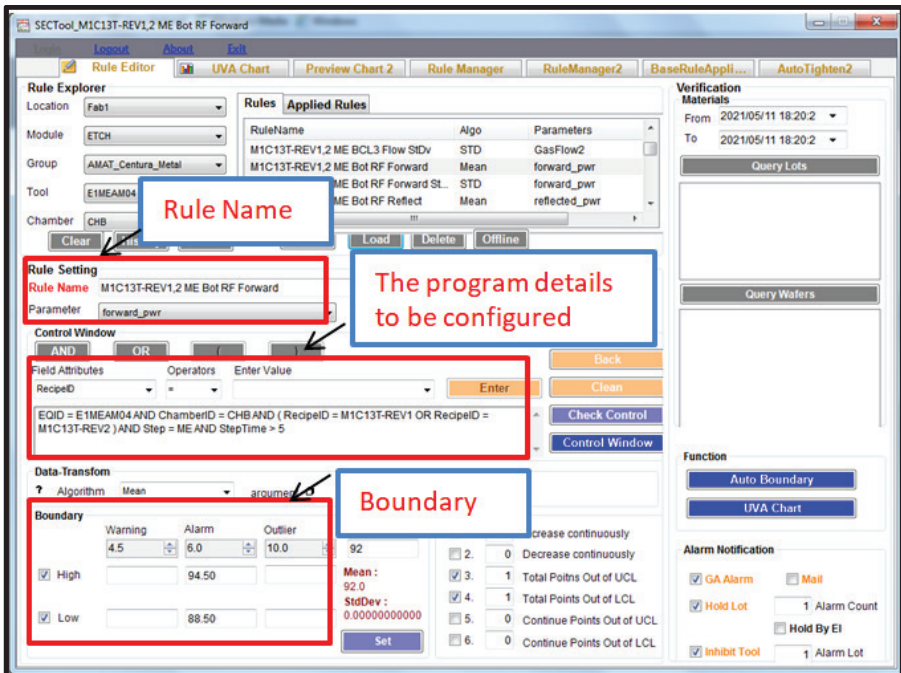 SECTool_M1C13T-REV1,2 ME Bot RF Forward
Login Logout About Exit
Rule Editor UVA Chart Preview Chart 2 Rule Manager RuleManager2 BaseRuleAppli... AutoTighten2
Rule Explorer
Location Fab1
Module ETCH
Group AMAT_Centura_Metal
Tool E1MEAM04
Chamber CHB
Rules Applied Rules
RuleName Algo Parameters
M1C13T-REV1,2 ME BCL3 Flow StDv STD GasFlow2
M1C13T-REV1,2 ME Bot RF Forward Mean forward_pwr
ME Bot RF Forward St... STD forward_pwr
ME Bot RF Reflect Mean reflected_pwr
Clear Load Delete Offline
Rule Name
The program details
to be configured
Rule Setting
Rule Name M1C13T-REV1,2 ME Bot RF Forward
Parameter forward_pwr
Control Window
AND OR ( )
Field Attributes Operators Enter Value
RecipeID = Enter
Back
Clean
Check Control
Control Window
EQID = E1MEAM04 AND ChamberID = CHB AND ( RecipeID = M1C13T-REV1 OR RecipeID =
M1C13T-REV2 ) AND Step = ME AND StepTime > 5
Data-Transfom
? Algorithm Mean argument
Boundary
Boundary
Warning Alarm Outlier
4.5 6.0 10.0 92
High 94.50
Low 88.50
Mean :
92.0
StdDev :
0.00000000000
Set
crease continuously
2. 0 Decrease continuously
3. 1 Total Poitns Out of UCL
4. 1 Total Points Out of LCL
5. 0 Continue Points Out of UCL
6. 0 Continue Points Out of LCL
Verification
Materials
From 2021/05/11 18:20:2
To 2021/05/11 18:20:2
Query Lots
Query Wafers
Function
Auto Boundary
UVA Chart
Alarm Notification
GA Alarm Mail
Hold Lot 1 Alarm Count
Hold By EI
Inhibit Tool 1 Alarm Lot